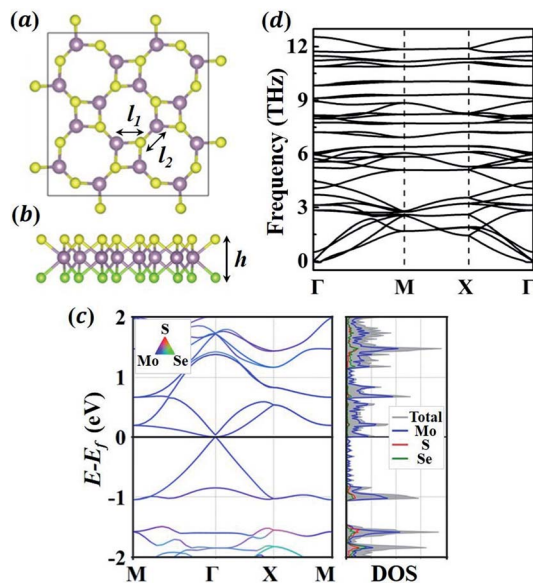 (a)
l₁
l₂
(b)
h
(d)
Frequency (THz)
12
9
6
3
0
Γ M X Γ
(c)
E-E_f (eV)
2
1
0
-1
-2
S
Mo Se
M Γ X M
Total
Mo
S
Se
DOS